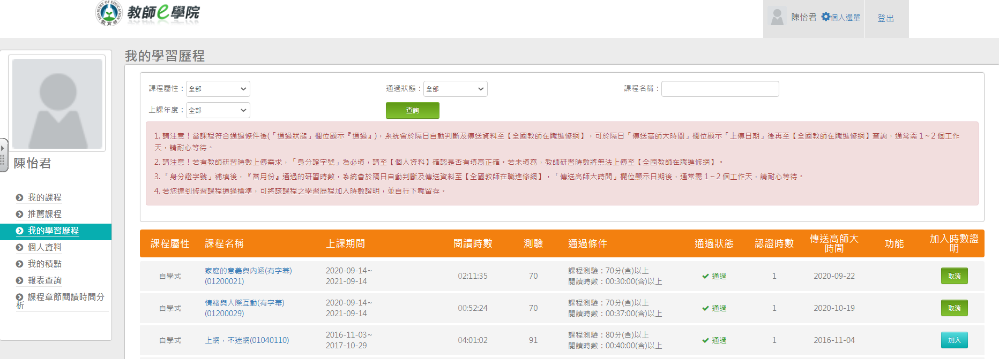 MINISTRY OF EDUCATION
教育部
教師e學院
陳怡君 個人選單 登出
陳怡君
我的課程
推薦課程
我的學習歷程
個人資料
我的積點
報表查詢
課程章節閱讀時間分
析
我的學習歷程
課程屬性：全部 通過狀態：全部 課程名稱：
上課年度：全部 查詢
1. 請注意！當課程符合通過條件後(「通過狀態」欄位顯示『通過』)，系統會於隔日自動判斷及傳送資料至【全國教師在職進修網】，可於隔日「傳送高師大時間」欄位顯示「上傳日期」後再至【全國教師在職進修網】查詢，通常需 1～2 個工作
天，請耐心等待。
2. 請注意！若有教師研習時數上傳需求，「身分證字號」為必填，請至【個人資料】確認是否有填寫正確。若未填寫，教師研習時數將無法上傳至【全國教師在職進修網】。
3. 「身分證字號」補填後，『當月份』通過的研習時數，系統會於隔日自動判斷及傳送資料至【全國教師在職進修網】，「傳送高師大時間」欄位顯示日期後，通常需 1～2 個工作天，請耐心等待。
4. 若您達到修習課程通過標準，可將該課程之學習歷程加入時數證明，並自行下載留存。
課程屬性 課程名稱 上課期間 閱讀時數 測驗 通過條件 通過狀態 認證時數 傳送高師大 功能 加入時數證
時間 明
自學式 家庭的意義與內涵(有字幕) 2020-09-14~ 02:11:35 70 課程測驗：70分(含)以上 通過 1 2020-09-22 取消
(01200021) 2021-09-14 閱讀時數：00:30:00(含)以上
自學式 情緒與人際互動(有字幕) 2020-09-14~ 00:52:24 70 課程測驗：70分(含)以上 通過 1 2020-10-19 取消
(01200029) 2021-09-14 閱讀時數：00:37:00(含)以上
自學式 上網，不迷網(01040110) 2016-11-03~ 04:01:02 91 課程測驗：80分(含)以上 通過 1 2016-11-04 加入
2017-10-29 閱讀時數：00:40:00(含)以上